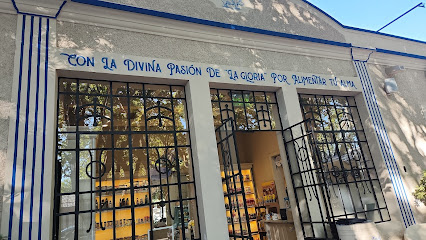 Con La Divina Pasión De "La Gloria" Por Alimentar Tu Alma